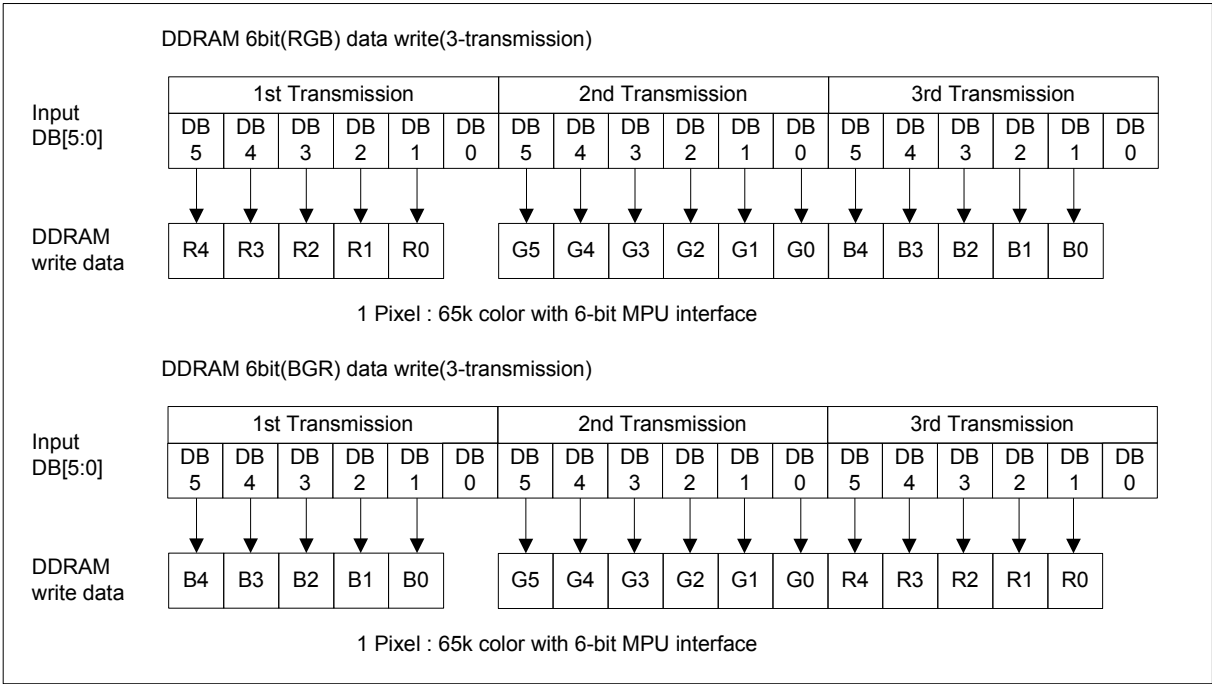 DDRAM 6bit(RGB) data write(3-transmission)
1st Transmission 2nd Transmission 3rd Transmission
Input
DB[5:0]
DB DB DB DB DB DB DB DB DB DB DB DB DB DB DB DB DB DB
5 4 3 2 1 0 5 4 3 2 1 0 5 4 3 2 1 0
DDRAM
write data
R4 R3 R2 R1 R0 G5 G4 G3 G2 G1 G0 B4 B3 B2 B1 B0
1 Pixel : 65k color with 6-bit MPU interface
DDRAM 6bit(BGR) data write(3-transmission)
1st Transmission 2nd Transmission 3rd Transmission
Input
DB[5:0]
DB DB DB DB DB DB DB DB DB DB DB DB DB DB DB DB DB DB
5 4 3 2 1 0 5 4 3 2 1 0 5 4 3 2 1 0
DDRAM
write data
B4 B3 B2 B1 B0 G5 G4 G3 G2 G1 G0 R4 R3 R2 R1 R0
1 Pixel : 65k color with 6-bit MPU interface